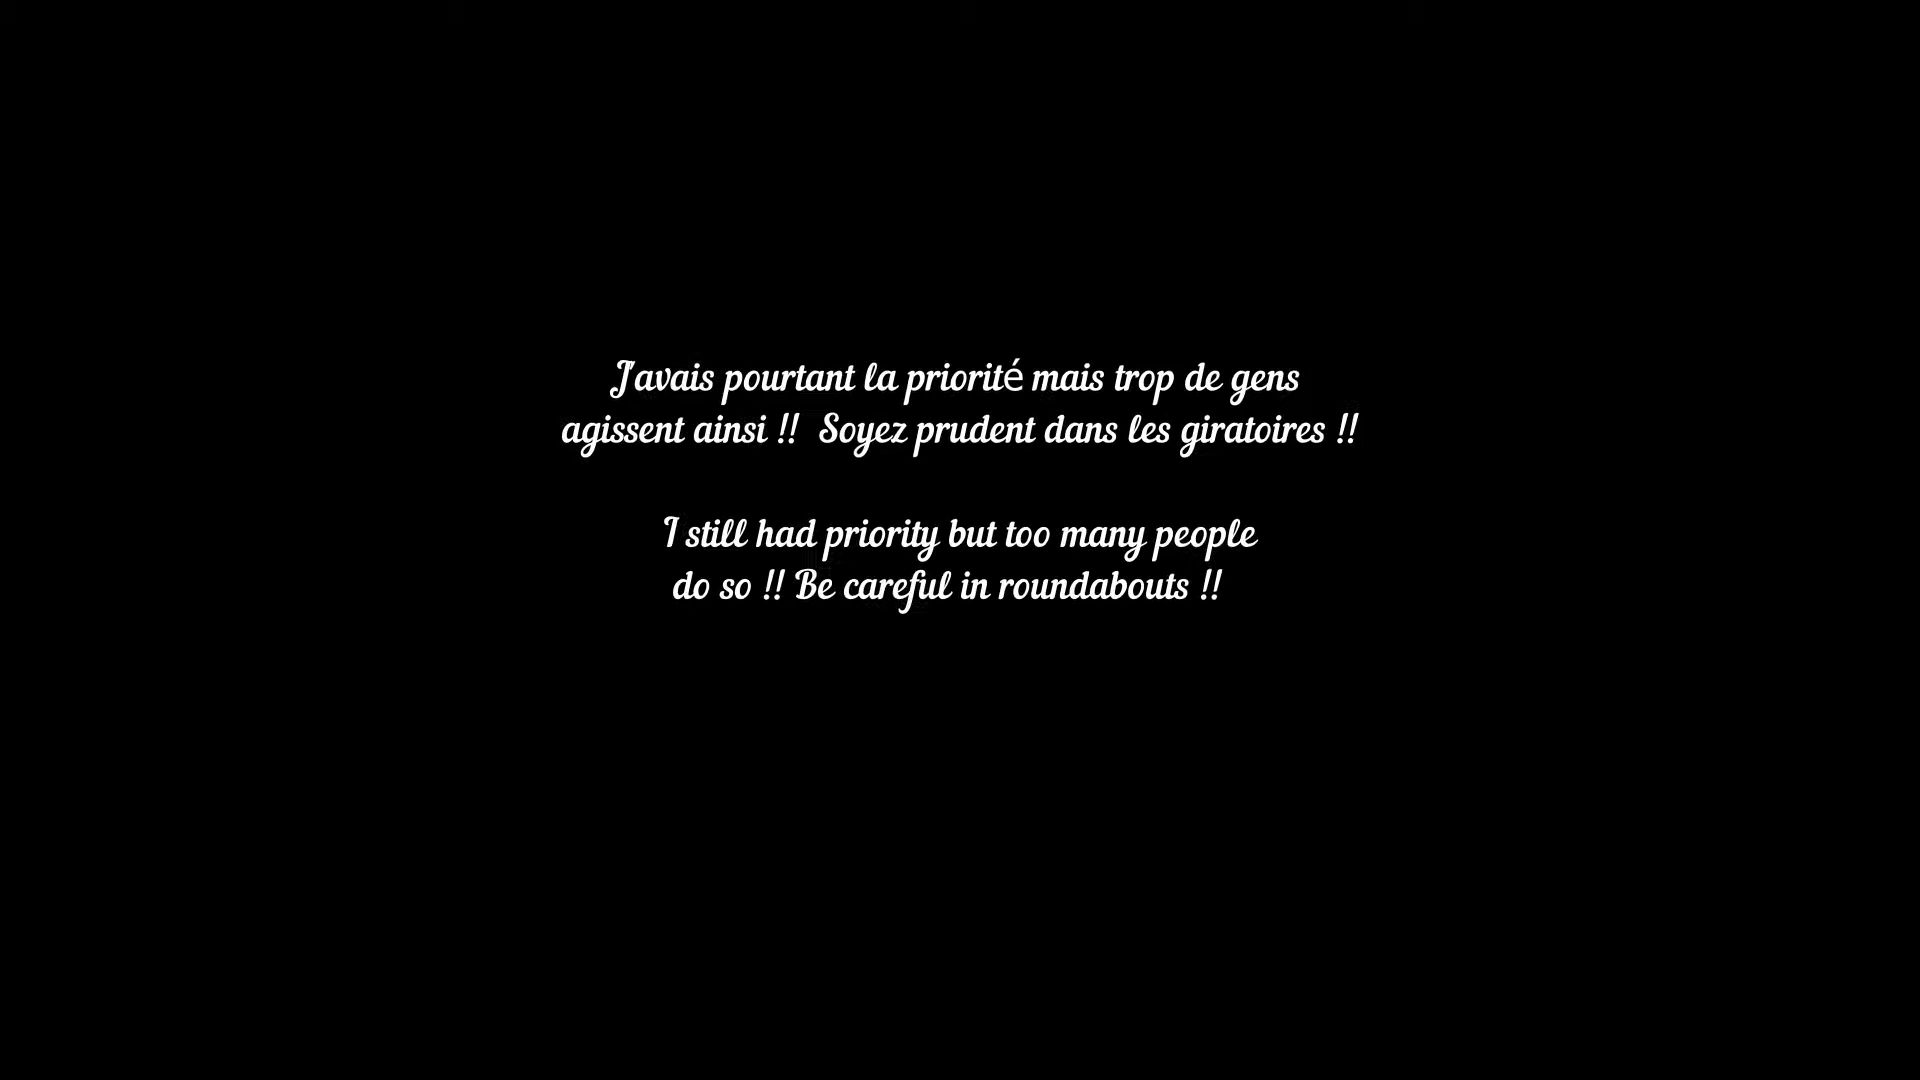 J'avais pourtant la priorité mais trop de gens
agissent ainsi !! Soyez prudent dans les giratoires !!
I still had priority but too many people
do so !! Be careful in roundabouts !!